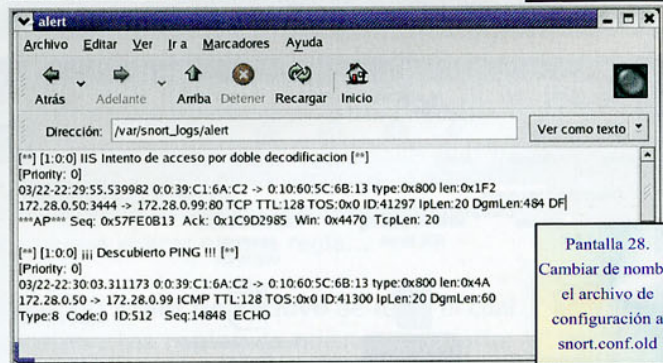 alert
Archivo Editar Ver Ir a Marcadores Ayuda
Atrás Adelante Arriba Detener Recargar Inicio
Dirección: /var/snort_logs/alert Ver como texto
[**] [1:0:0] IIS Intento de acceso por doble decodificacion [**]
[Priority: 0]
03/22-22:29:55.539982 0:0:39:C1:6A:C2 -> 0:10:60:5C:6B:13 type:0x800 len:0x1F2
172.28.0.50:3444 -> 172.28.0.99:80 TCP TTL:128 TOS:0x0 ID:41297 IpLen:20 DgmLen:484 DF
***AP*** Seq: 0x57FE0B13 Ack: 0x1C9D2985 Win: 0x4470 TcpLen: 20
[**] [1:0:0] ¡¡¡ Descubierto PING !!! [**]
[Priority: 0]
03/22-22:30:03.311173 0:0:39:C1:6A:C2 -> 0:10:60:5C:6B:13 type:0x800 len:0x4A
172.28.0.50 -> 172.28.0.99 ICMP TTL:128 TOS:0x0 ID:41300 IpLen:20 DgmLen:60
Type:8 Code:0 ID:512 Seq:14848 ECHO
Pantalla 28.
Cambiar de nomb
el archivo de
configuración a
snort.conf.old